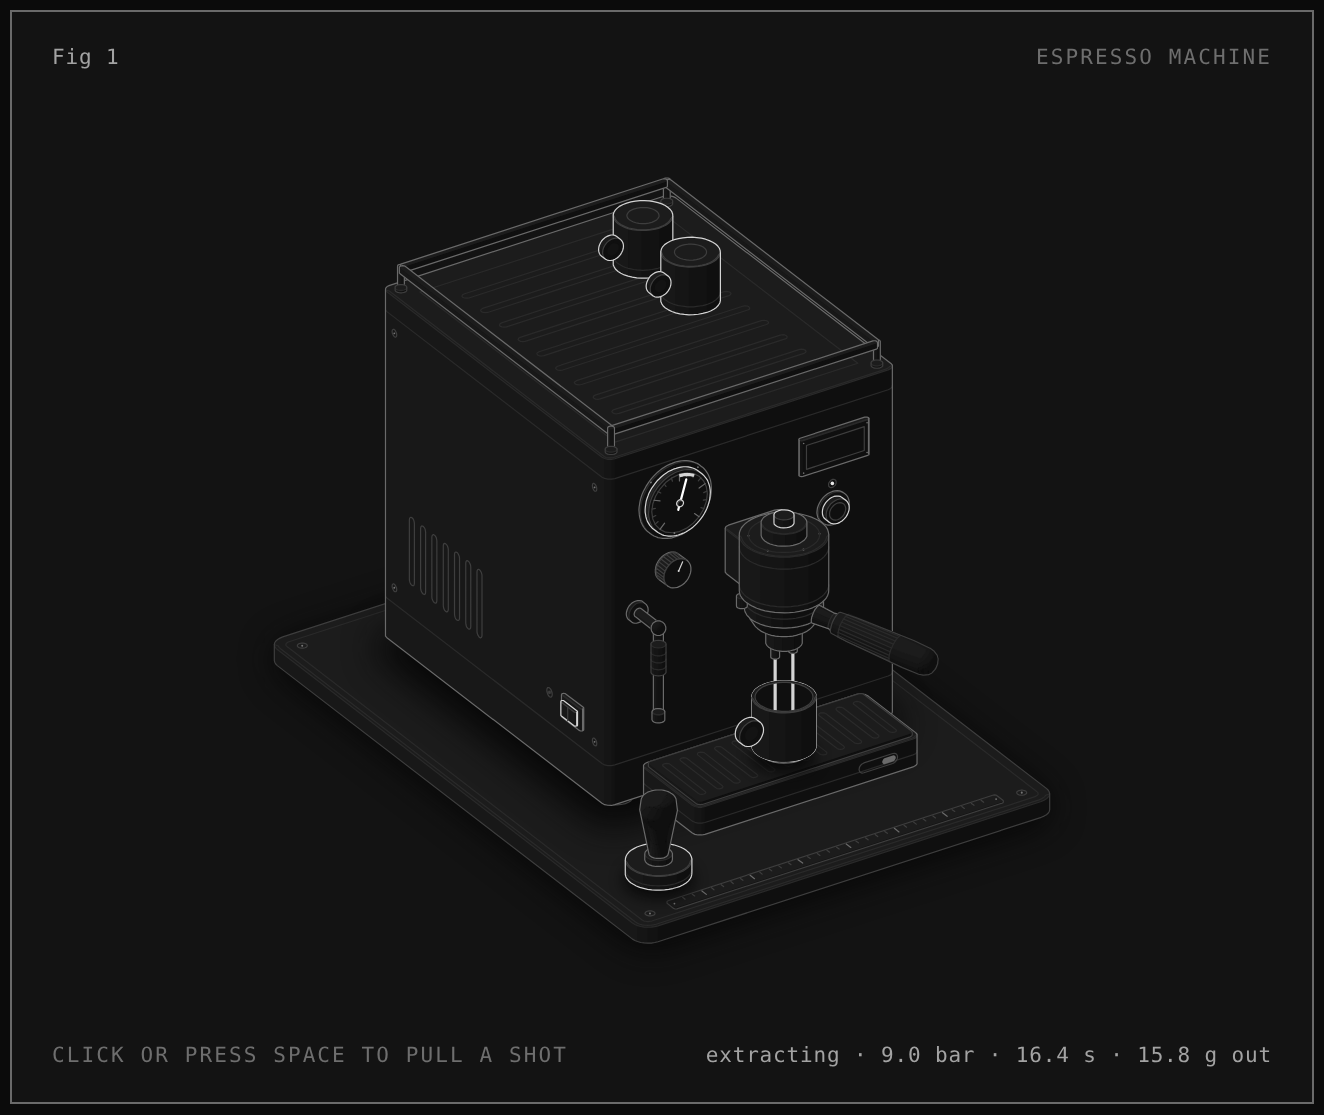 Fig 1
ESPRESSO MACHINE
CLICK OR PRESS SPACE TO PULL A SHOT
extracting · 9.0 bar · 16.4 s · 15.8 g out